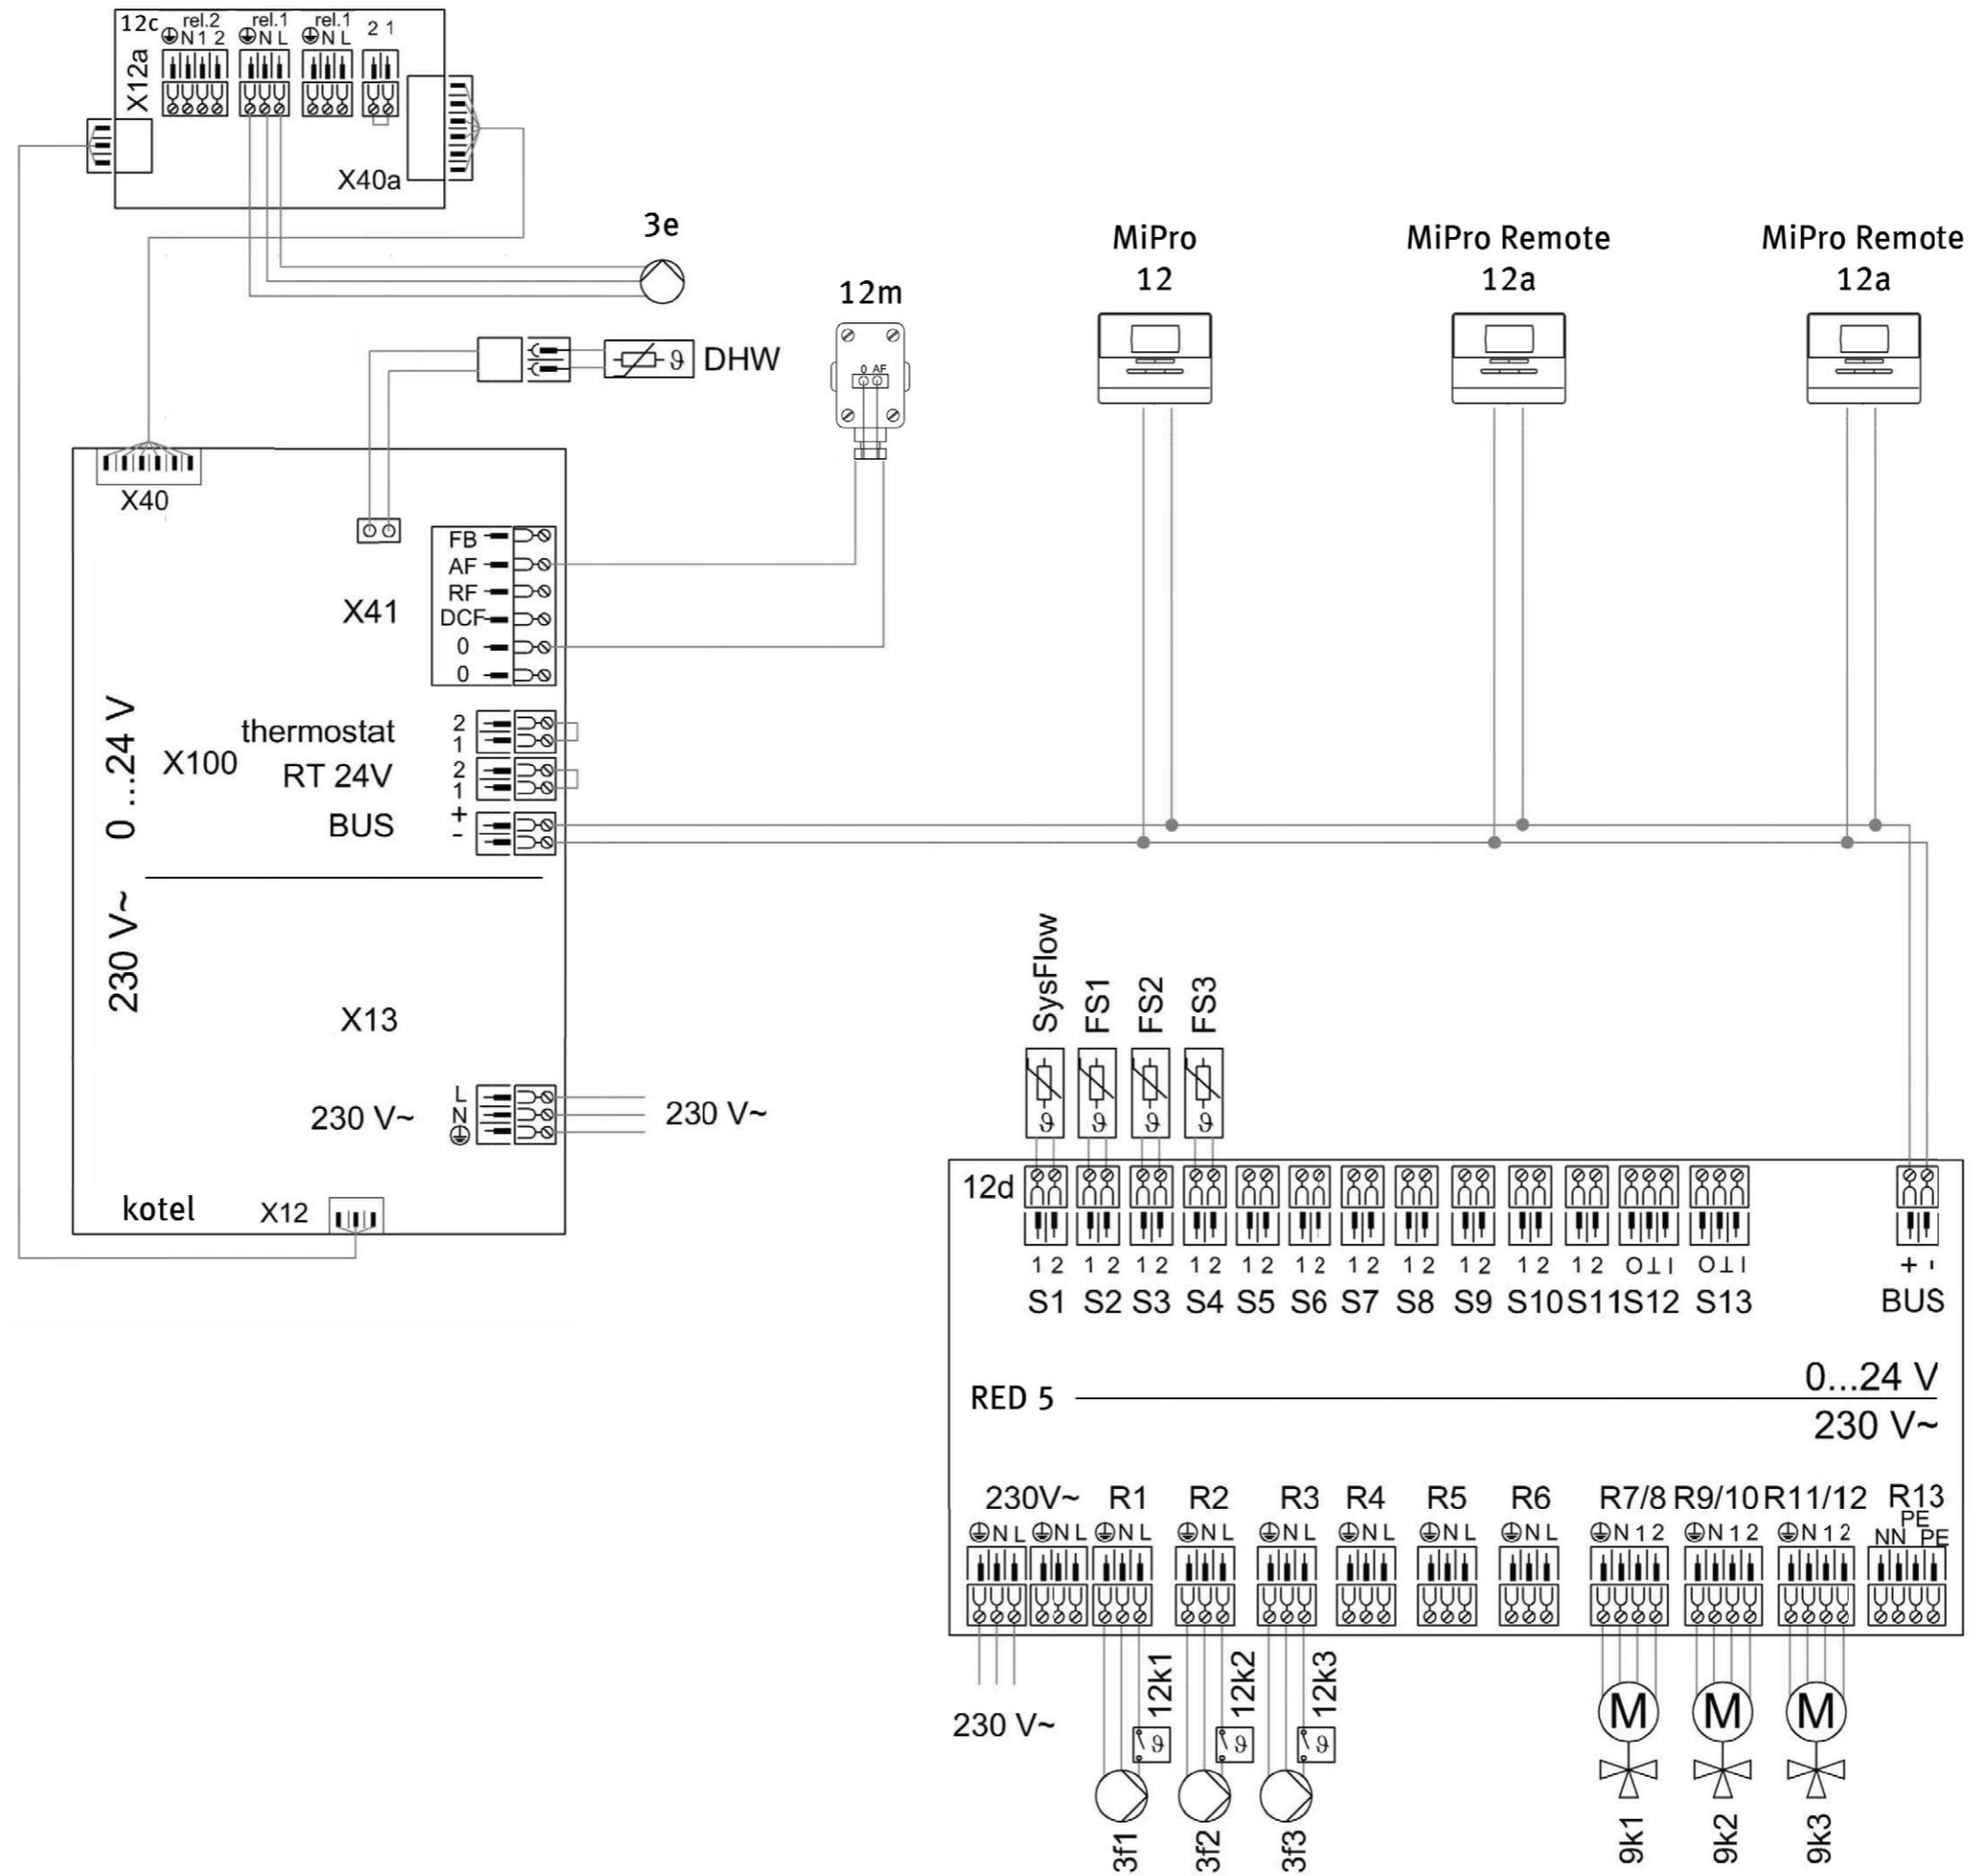 12c
rel.2 rel.1 rel.1
N 1 2 N L N L 2 1
X12a
X40a
3e
12m
0 AF
DHW
MiPro
12
MiPro Remote
12a
MiPro Remote
12a
X40
FB
AF
RF
DCF
0
0
X41
0 ...24 V
X100
thermostat
2
1
RT 24V
2
1
BUS
+
-
230 V~
X13
230 V~
L
N
230 V~
kotel
X12
SysFlow
FS1
FS2
FS3
ϑ ϑ ϑ ϑ
12d
1 2 1 2 1 2 1 2 1 2 1 2 1 2 1 2 1 2 1 2 1 2 O⊥I O⊥I + -
S1 S2 S3 S4 S5 S6 S7 S8 S9 S10 S11 S12 S13 BUS
0...24 V
RED 5
230 V~
230V~ R1 R2 R3 R4 R5 R6 R7/8 R9/10 R11/12 R13
N L N L N L N L N L N L N L N L N 1 2 N 1 2 N 1 2 NN PE PE
230 V~
12k1
12k2
12k3
ϑ ϑ ϑ
M M M
3f1
3f2
3f3
9k1
9k2
9k3